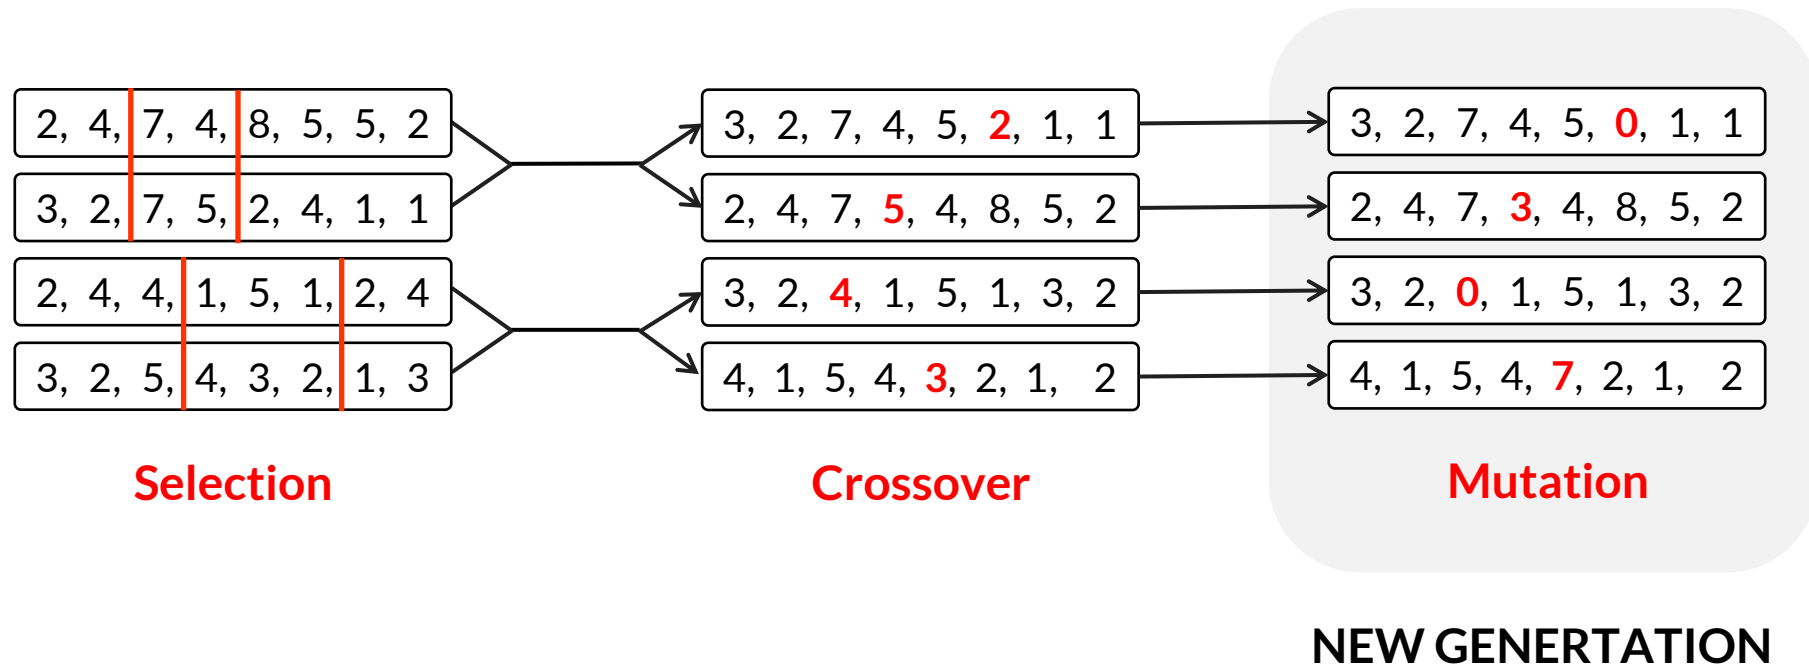 2, 4, 7, 4, 8, 5, 5, 2
3, 2, 7, 5, 2, 4, 1, 1
2, 4, 4, 1, 5, 1, 2, 4
3, 2, 5, 4, 3, 2, 1, 3
Selection
3, 2, 7, 4, 5, 2, 1, 1
2, 4, 7, 5, 4, 8, 5, 2
3, 2, 4, 1, 5, 1, 3, 2
4, 1, 5, 4, 3, 2, 1, 2
Crossover
3, 2, 7, 4, 5, 0, 1, 1
2, 4, 7, 3, 4, 8, 5, 2
3, 2, 0, 1, 5, 1, 3, 2
4, 1, 5, 4, 7, 2, 1, 2
Mutation
NEW GENERTATION